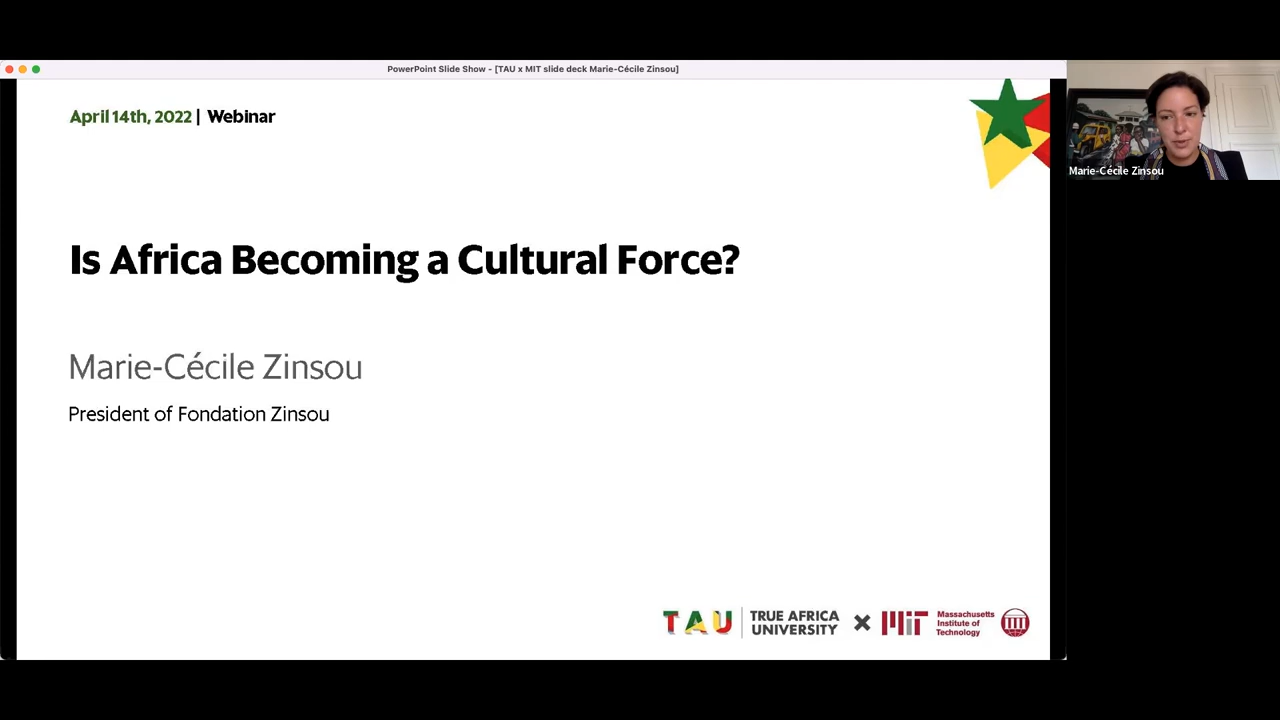 PowerPoint Slide Show - [TAU x MIT slide deck Marie-Cécile Zinsou]
April 14th, 2022 | Webinar
Marie-Cécile Zinsou
Is Africa Becoming a Cultural Force?
Marie-Cécile Zinsou
President of Fondation Zinsou
TAU | TRUE AFRICA UNIVERSITY × MIT Massachusetts Institute of Technology